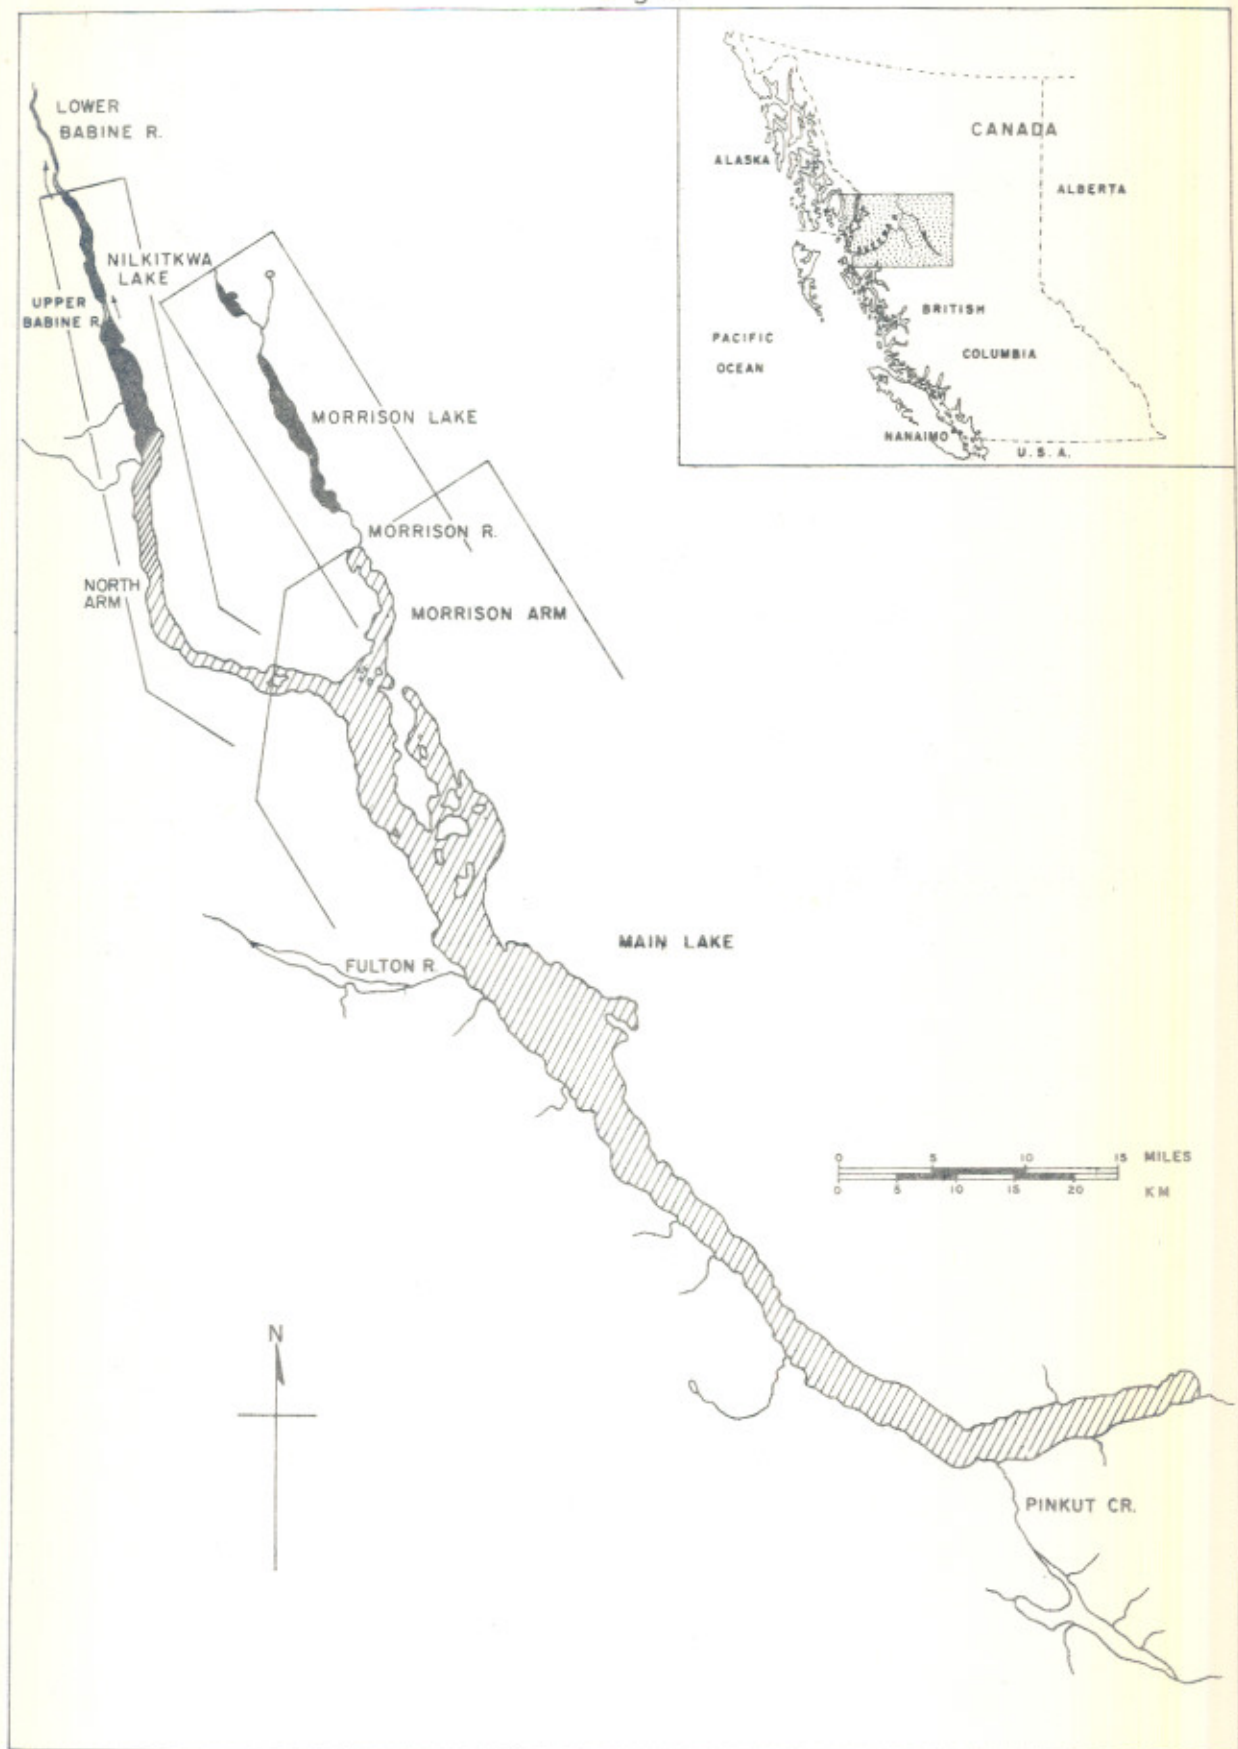 LOWER
BABINE R.
NILKITKWA
LAKE
UPPER
BABINE R.
MORRISON LAKE
MORRISON R.
NORTH
ARM
MORRISON ARM
MAIN LAKE
FULTON R.
PINKUT CR.
N
0 5 10 15 MILES
0 5 10 15 20 KM
CANADA
ALASKA
ALBERTA
SKEENA R.
BRITISH
COLUMBIA
PACIFIC
OCEAN
NANAIMO
U. S. A.